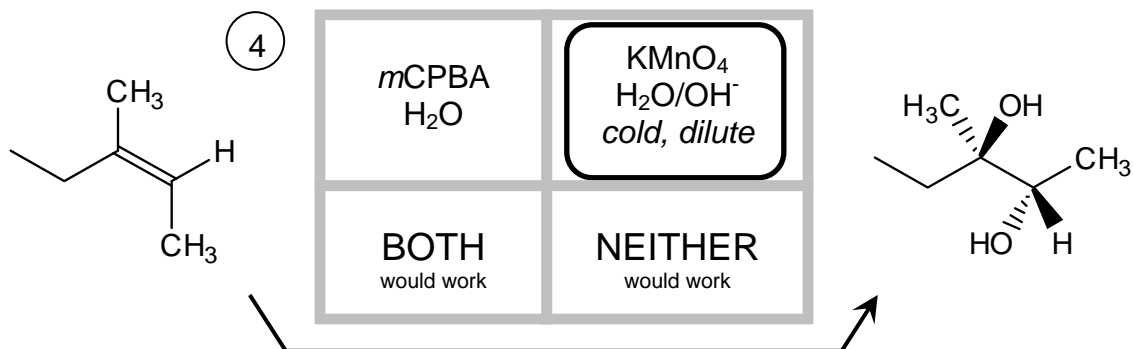 4
CH₃
H
CH₃
mCPBA
H₂O
KMnO₄
H₂O/OH⁻
cold, dilute
BOTH
would work
NEITHER
would work
H₃C
OH
CH₃
HO
H